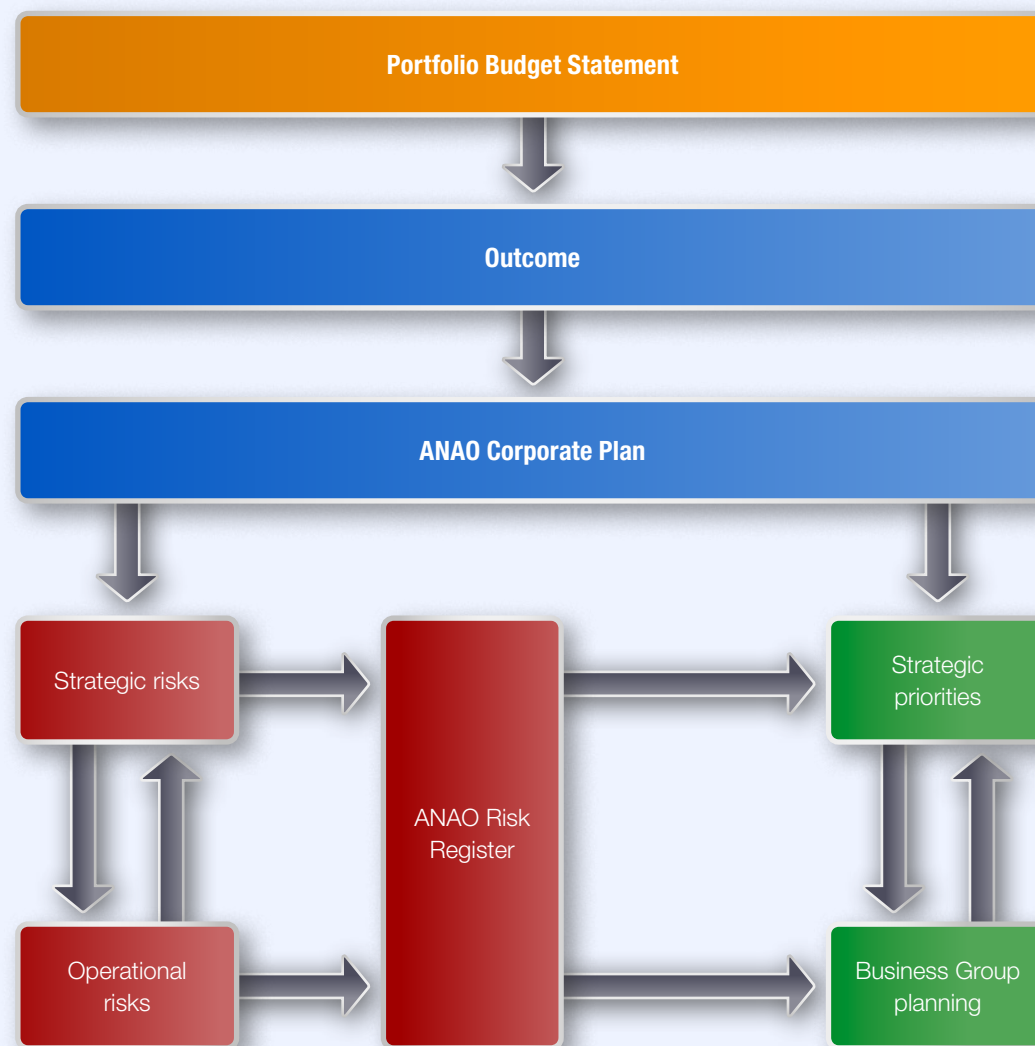 Portfolio Budget Statement
Outcome
ANAO Corporate Plan
Strategic risks
Strategic
priorities
ANAO Risk
Register
Operational
risks
Business Group
planning